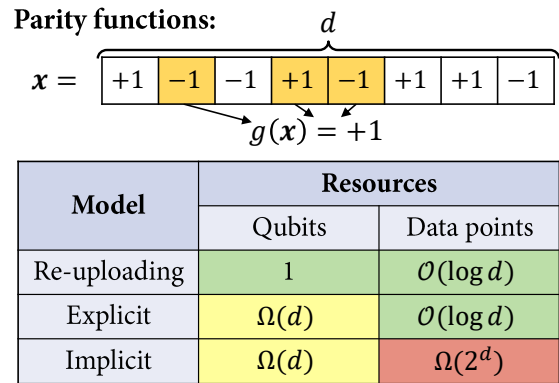 Parity functions:
d
x = +1 −1 −1 +1 −1 +1 +1 −1
g(x) = +1
Model Resources
Qubits Data points
Re-uploading 1 𝒪(log d)
Explicit Ω(d) 𝒪(log d)
Implicit Ω(d) Ω(2^d)